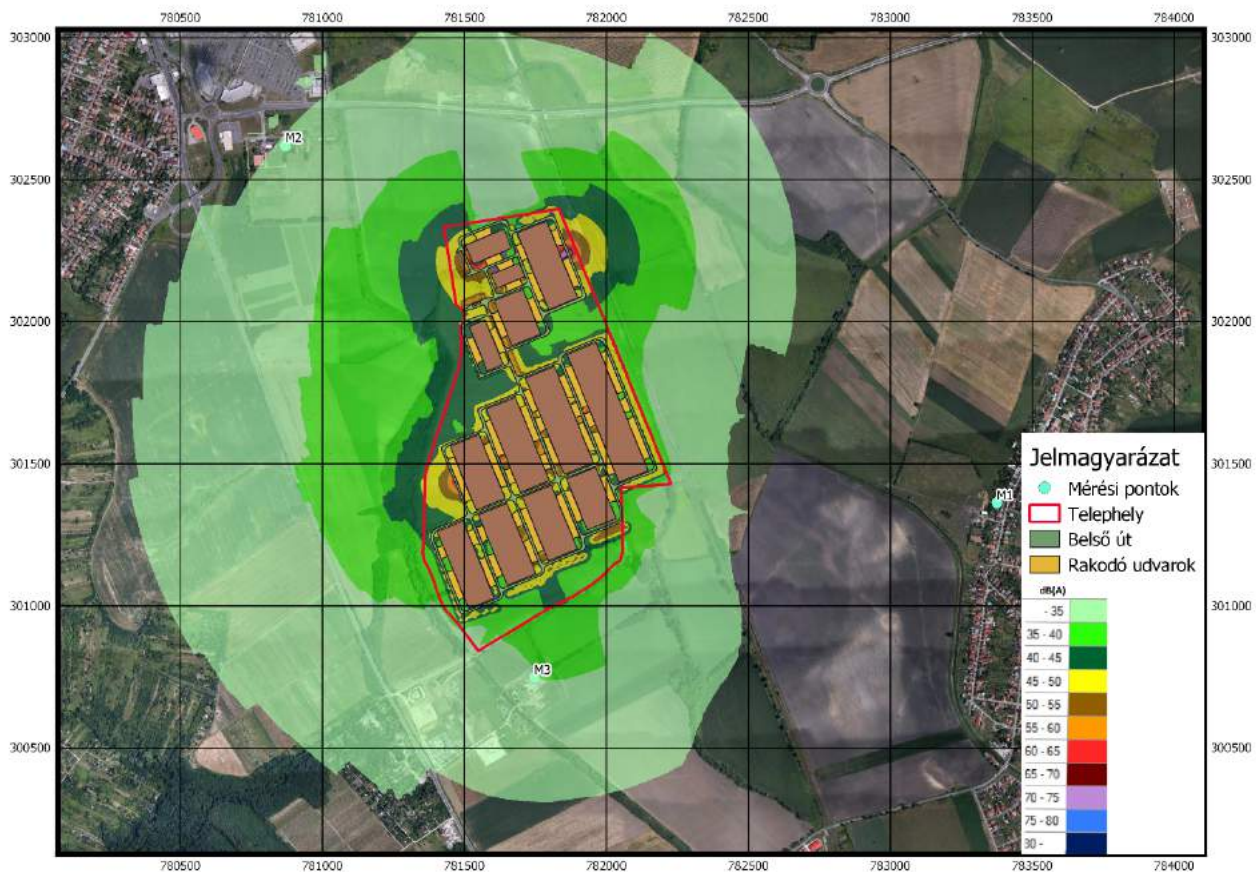 780500 781000 781500 782000 782500 783000 783500 784000
303000 303000
M2
302500 302500
302000 302000
301500 301500
Jelmagyarázat
Mérési pontok
M1
Telephely
Belső út
Rakodó udvarok
dB(A)
301000 301000
- 35
35 - 40
40 - 45
M3
45 - 50
50 - 55
55 - 60
300500 300500
60 - 65
65 - 70
70 - 75
75 - 80
80 -
780500 781000 781500 782000 782500 783000 783500 784000